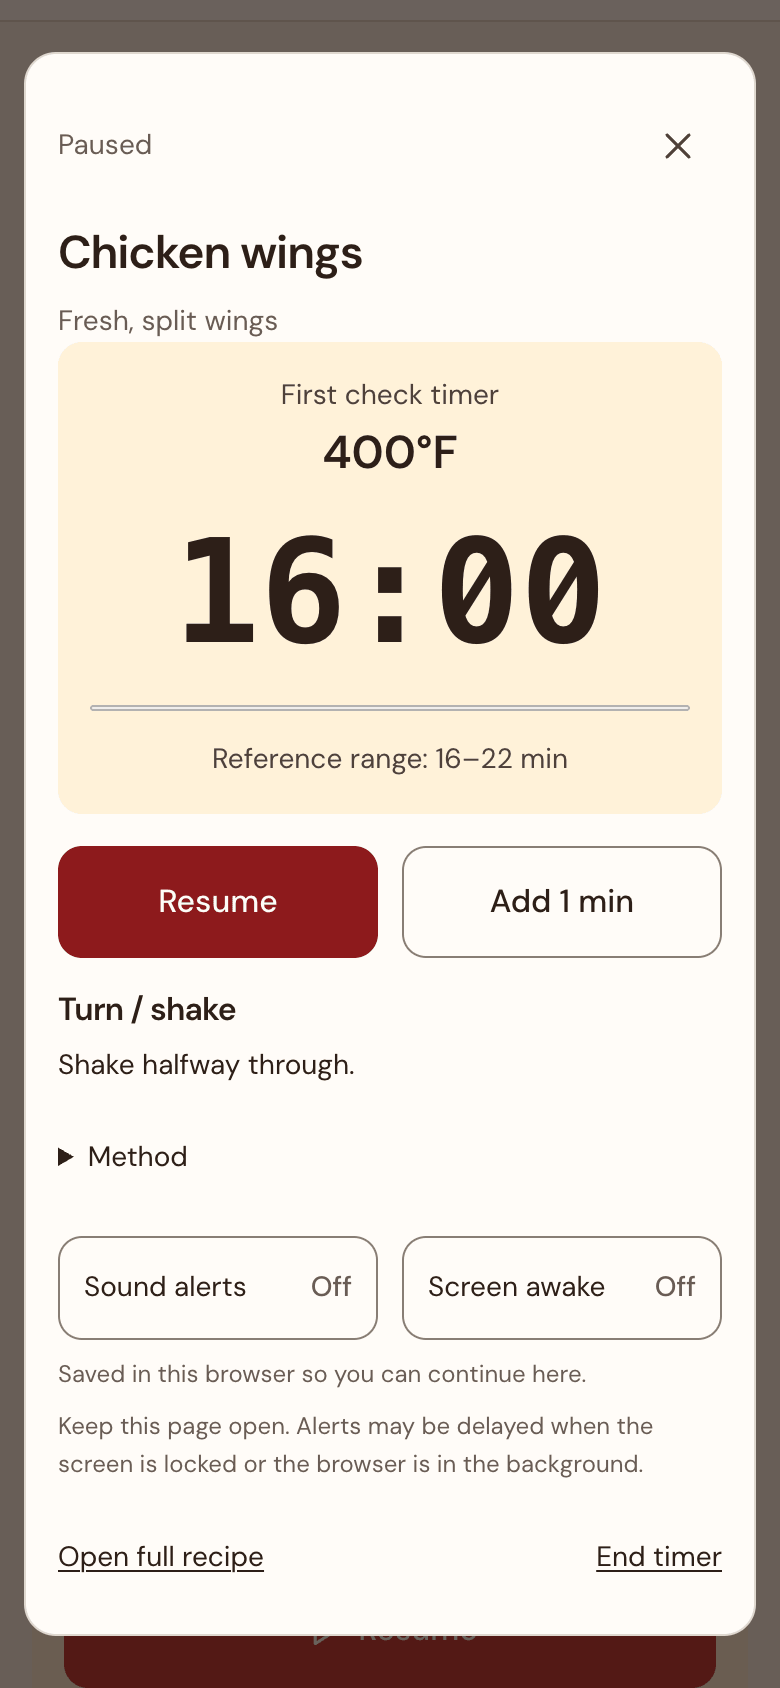 Paused
Chicken wings
Fresh, split wings
First check timer
400°F
16:00
Reference range: 16–22 min
Resume
Add 1 min
Turn / shake
Shake halfway through.
Method
Sound alerts Off
Screen awake Off
Saved in this browser so you can continue here.
Keep this page open. Alerts may be delayed when the
screen is locked or the browser is in the background.
Open full recipe
End timer
Resume